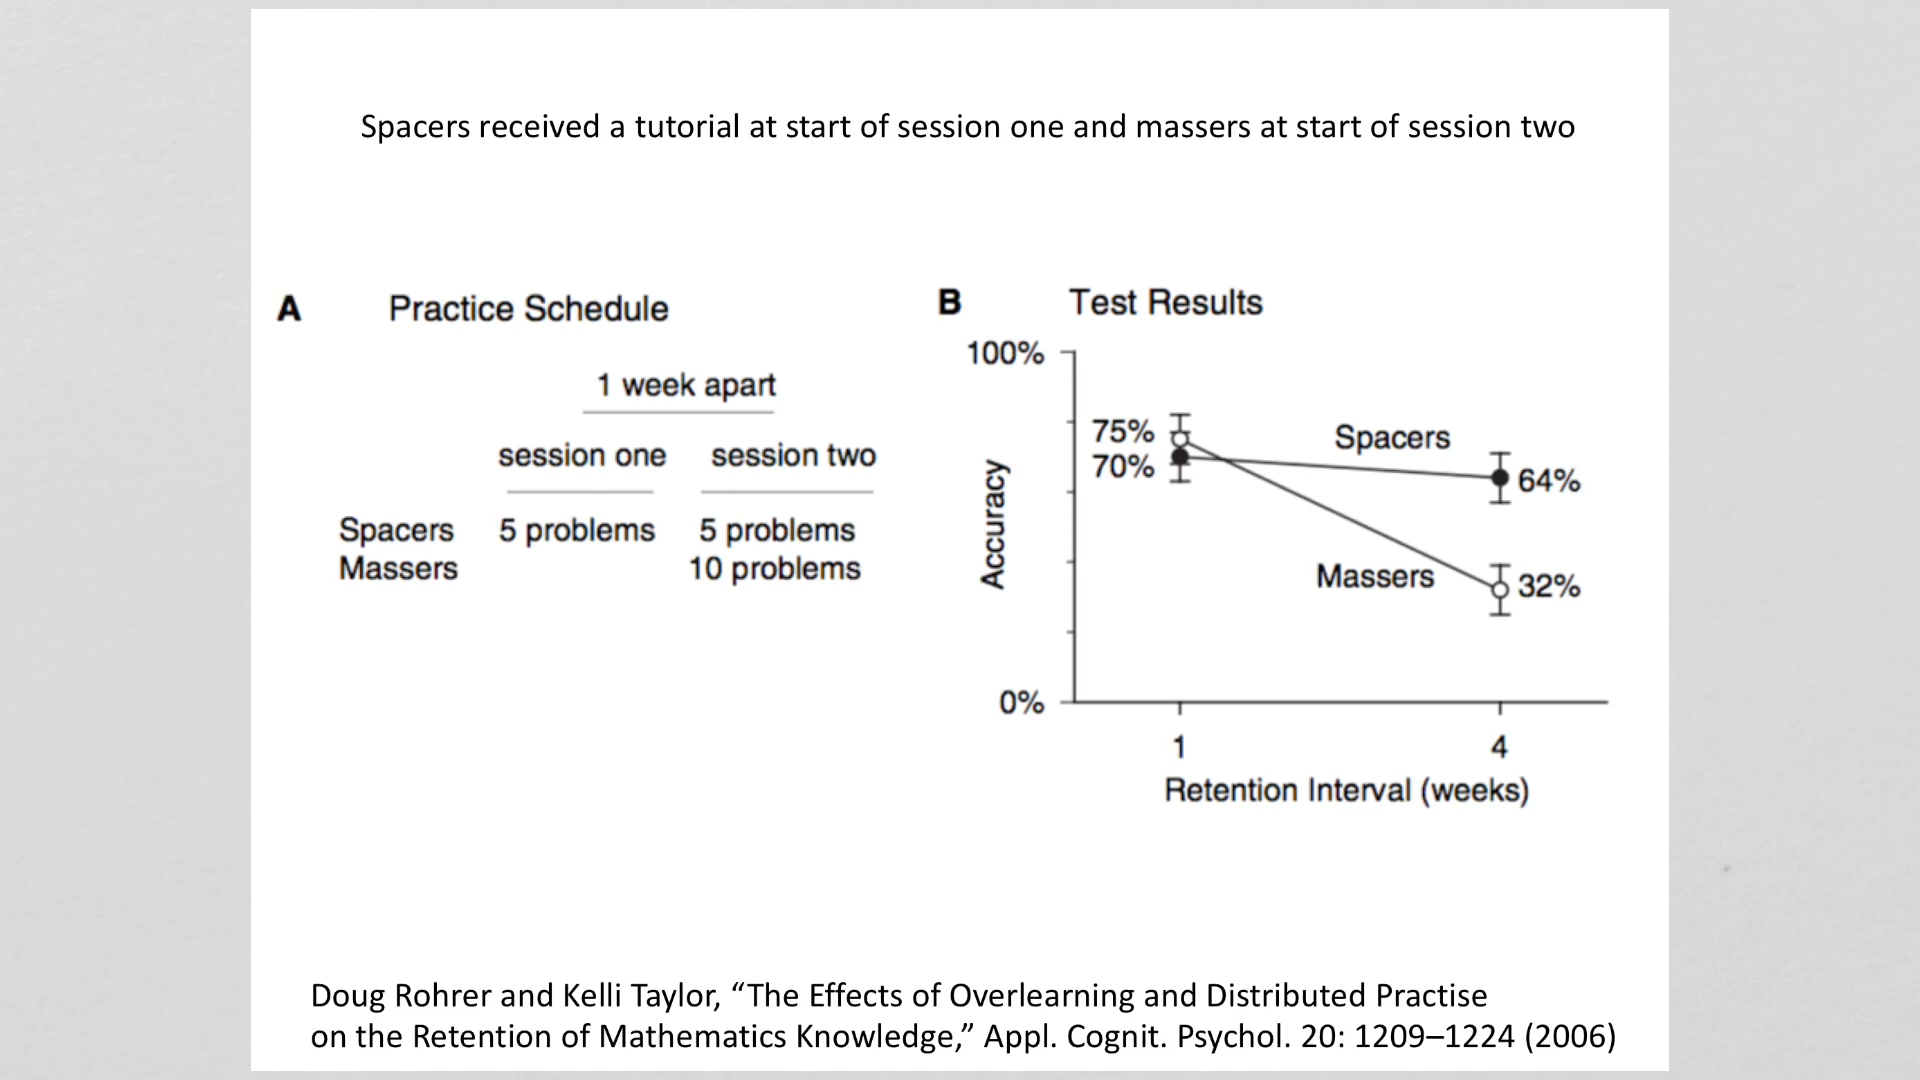 Spacers received a tutorial at start of session one and massers at start of session two
A Practice Schedule
1 week apart
session one session two
Spacers 5 problems 5 problems
Massers 10 problems
B Test Results
100%
75%
70%
Spacers
64%
Massers
32%
0%
Accuracy
1 4
Retention Interval (weeks)
Doug Rohrer and Kelli Taylor, “The Effects of Overlearning and Distributed Practise
on the Retention of Mathematics Knowledge,” Appl. Cognit. Psychol. 20: 1209–1224 (2006)